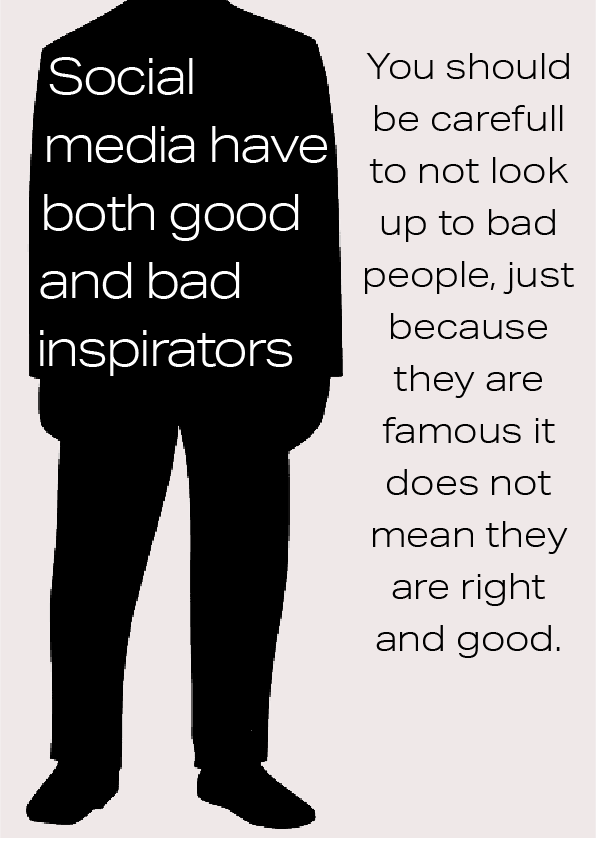 Social
media have
both good
and bad
inspirators
You should
be carefull
to not look
up to bad
people, just
because
they are
famous it
does not
mean they
are right
and good.